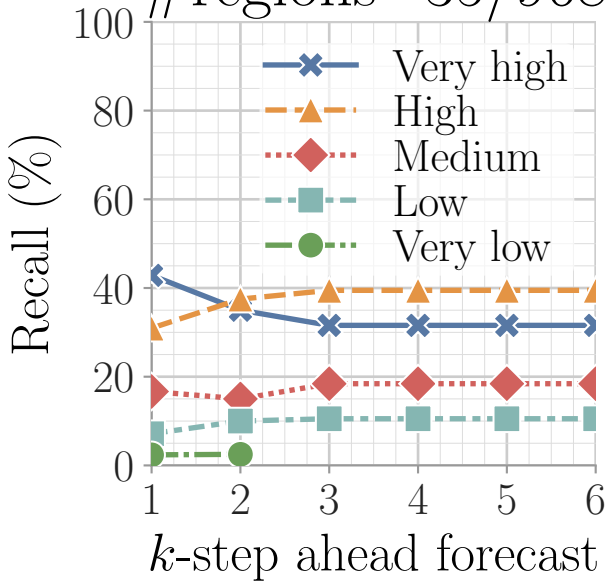 100
80
60
40
20
0
Recall (%)
Very high
High
Medium
Low
Very low
1 2 3 4 5 6
k-step ahead forecast